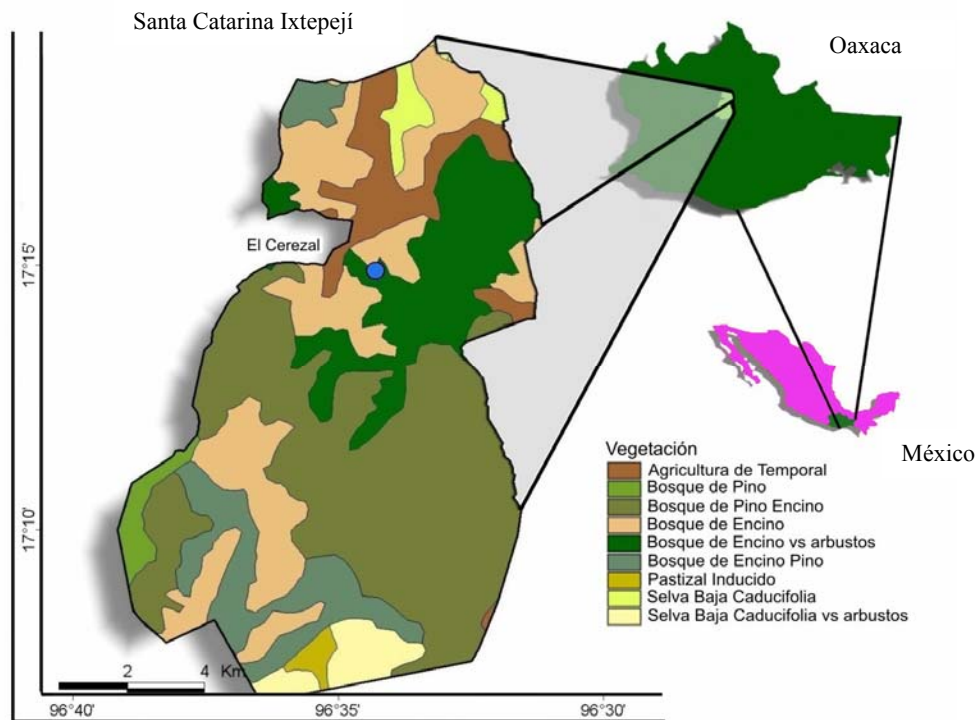 Santa Catarina Ixtepejí
Oaxaca
El Cerezal
17°15'
México
Vegetación
Agricultura de Temporal
Bosque de Pino
Bosque de Pino Encino
Bosque de Encino
Bosque de Encino vs arbustos
Bosque de Encino Pino
Pastizal Inducido
Selva Baja Caducifolia
Selva Baja Caducifolia vs arbustos
17°10'
2 4 Km
96°40' 96°35' 96°30'